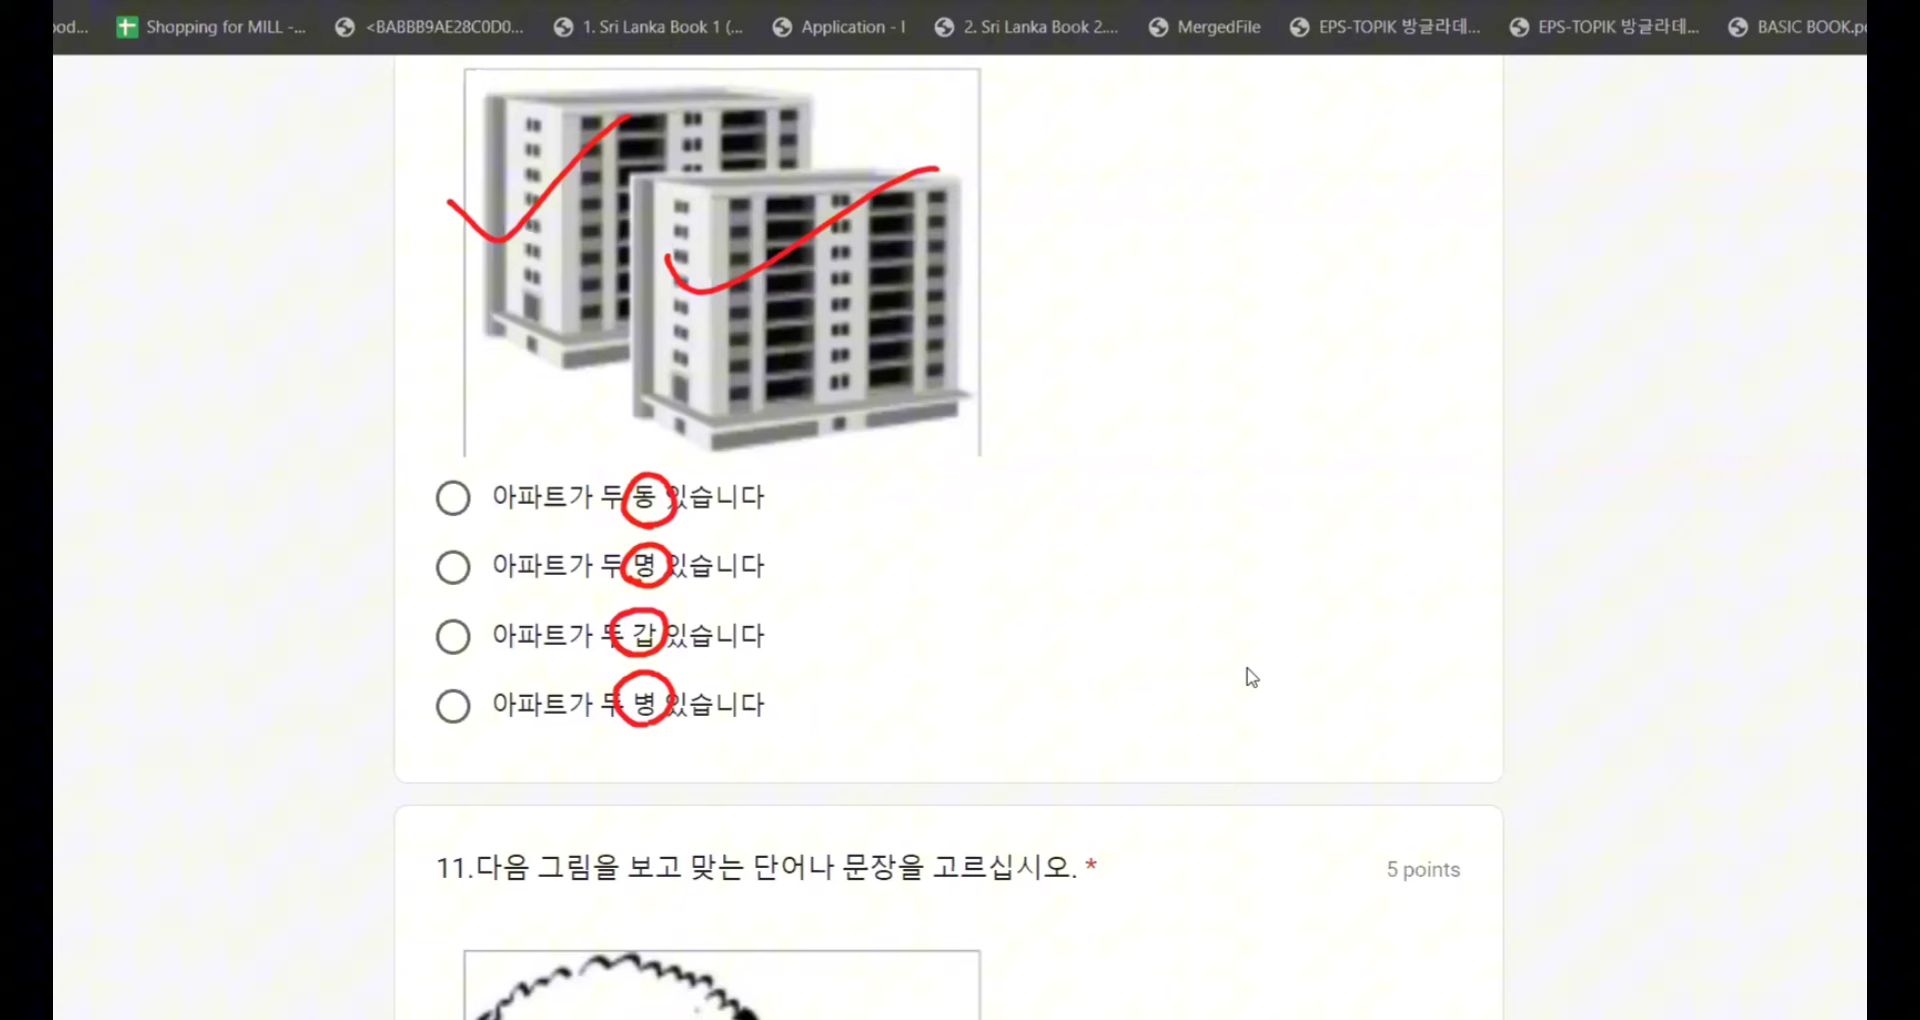 Shopping for MILL -... <BABBB9AE28C0D0... 1. Sri Lanka Book 1 (... Application - I 2. Sri Lanka Book 2.... MergedFile EPS-TOPIK 방글라데... EPS-TOPIK 방글라데... BASIC BOOK.pd
아파트가 두 동 있습니다
아파트가 두 명 있습니다
아파트가 두 갑 있습니다
아파트가 두 병 있습니다
11.다음 그림을 보고 맞는 단어나 문장을 고르십시오. *
5 points